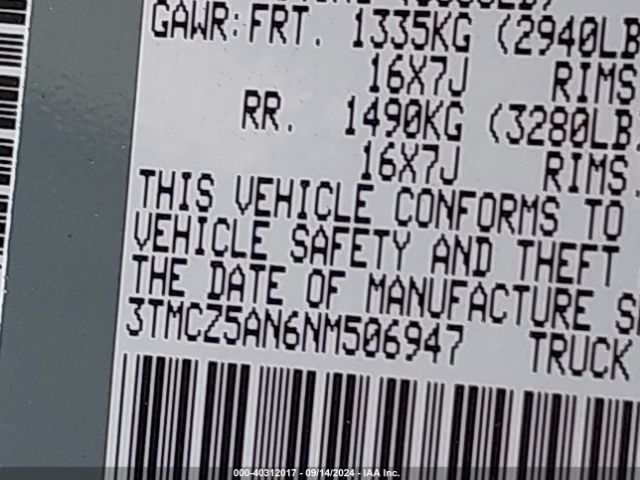 GAWR: FRT. 1335KG (2940LB
16X7J RIMS
RR. 1490KG (3280LB
16X7J RIMS
THIS VEHICLE CONFORMS TO
VEHICLE SAFETY AND THEFT
THE DATE OF MANUFACTURE
3TMCZ5AN6NM506947 TRUCK
000-40312017 - 09/14/2024 - IAA Inc.